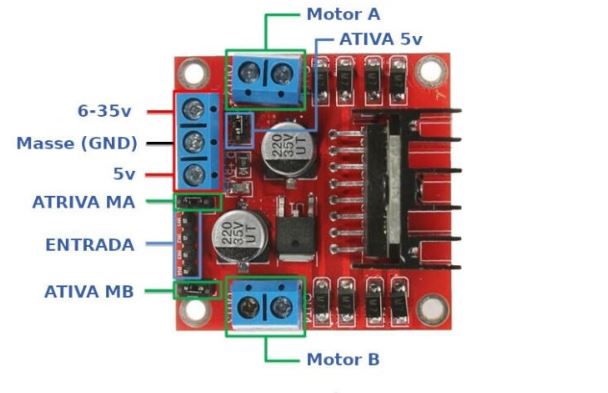 Motor A
ATIVA 5v
6-35v
Masse (GND)
5v
ATRIVA MA
ENTRADA
ATIVA MB
Motor B
220
35V
UT
220
35V
UT